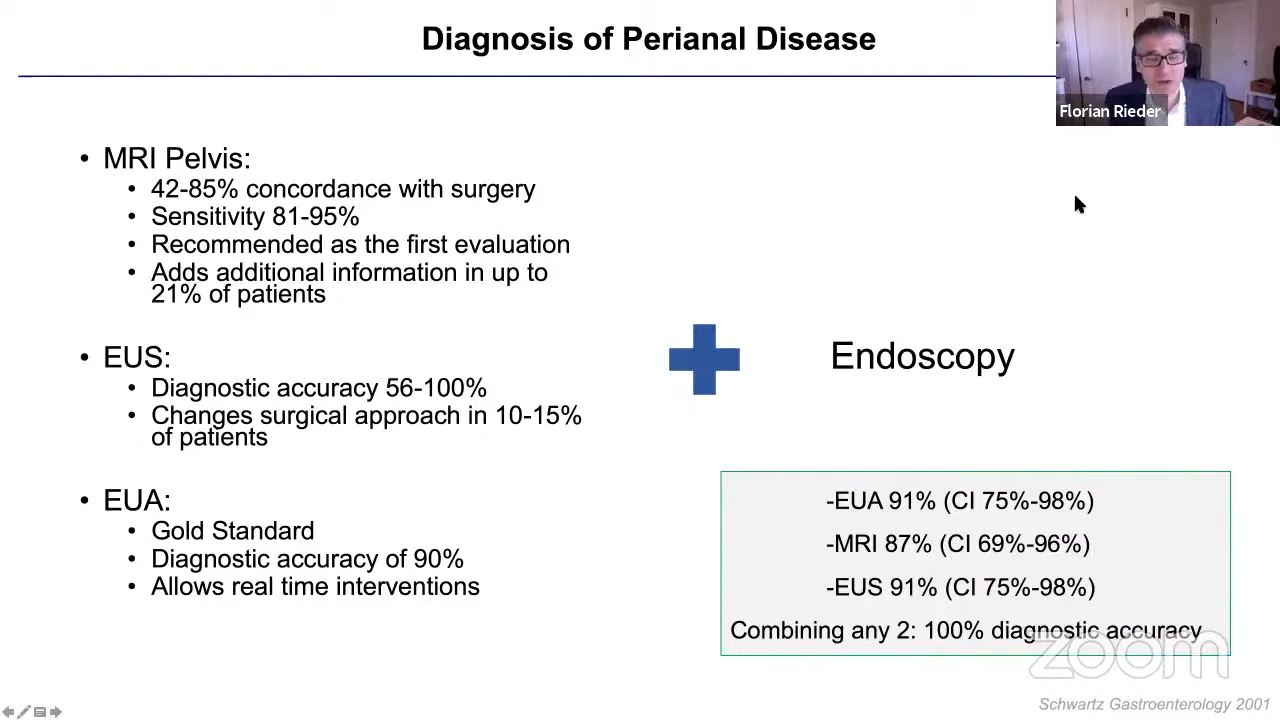 Diagnosis of Perianal Disease
Florian Rieder
• MRI Pelvis:
• 42-85% concordance with surgery
• Sensitivity 81-95%
• Recommended as the first evaluation
• Adds additional information in up to
21% of patients
• EUS:
• Diagnostic accuracy 56-100%
• Changes surgical approach in 10-15%
of patients
• EUA:
• Gold Standard
• Diagnostic accuracy of 90%
• Allows real time interventions
Endoscopy
-EUA 91% (CI 75%-98%)
-MRI 87% (CI 69%-96%)
-EUS 91% (CI 75%-98%)
Combining any 2: 100% diagnostic accuracy
zoom
Schwartz Gastroenterology 2001